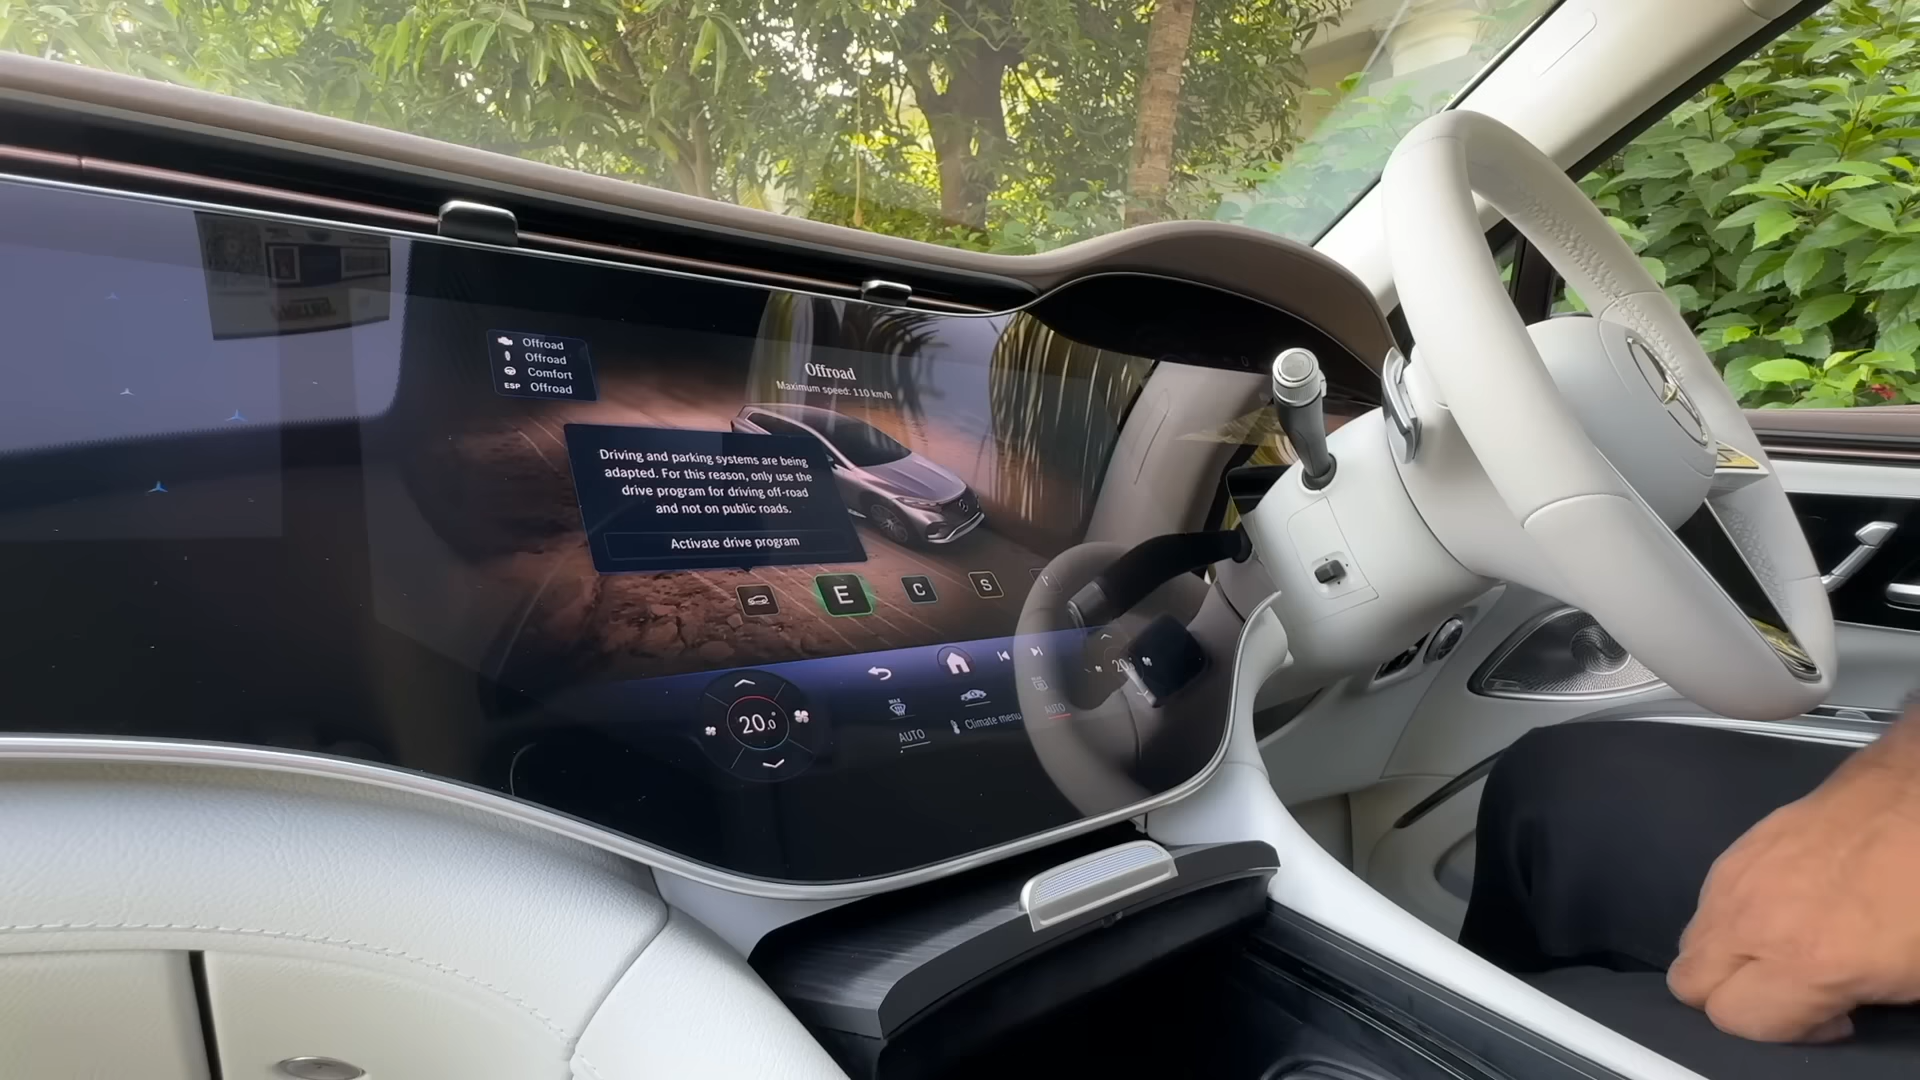 Offroad
Offroad
Comfort
ESP Offroad
Offroad
Maximum speed: 110 km/h
Driving and parking systems are being
adapted. For this reason, only use the
drive program for driving off-road
and not on public roads.
Activate drive program
E
C
S
20.0°
MAX
AUTO
Climate menu
20
AUTO